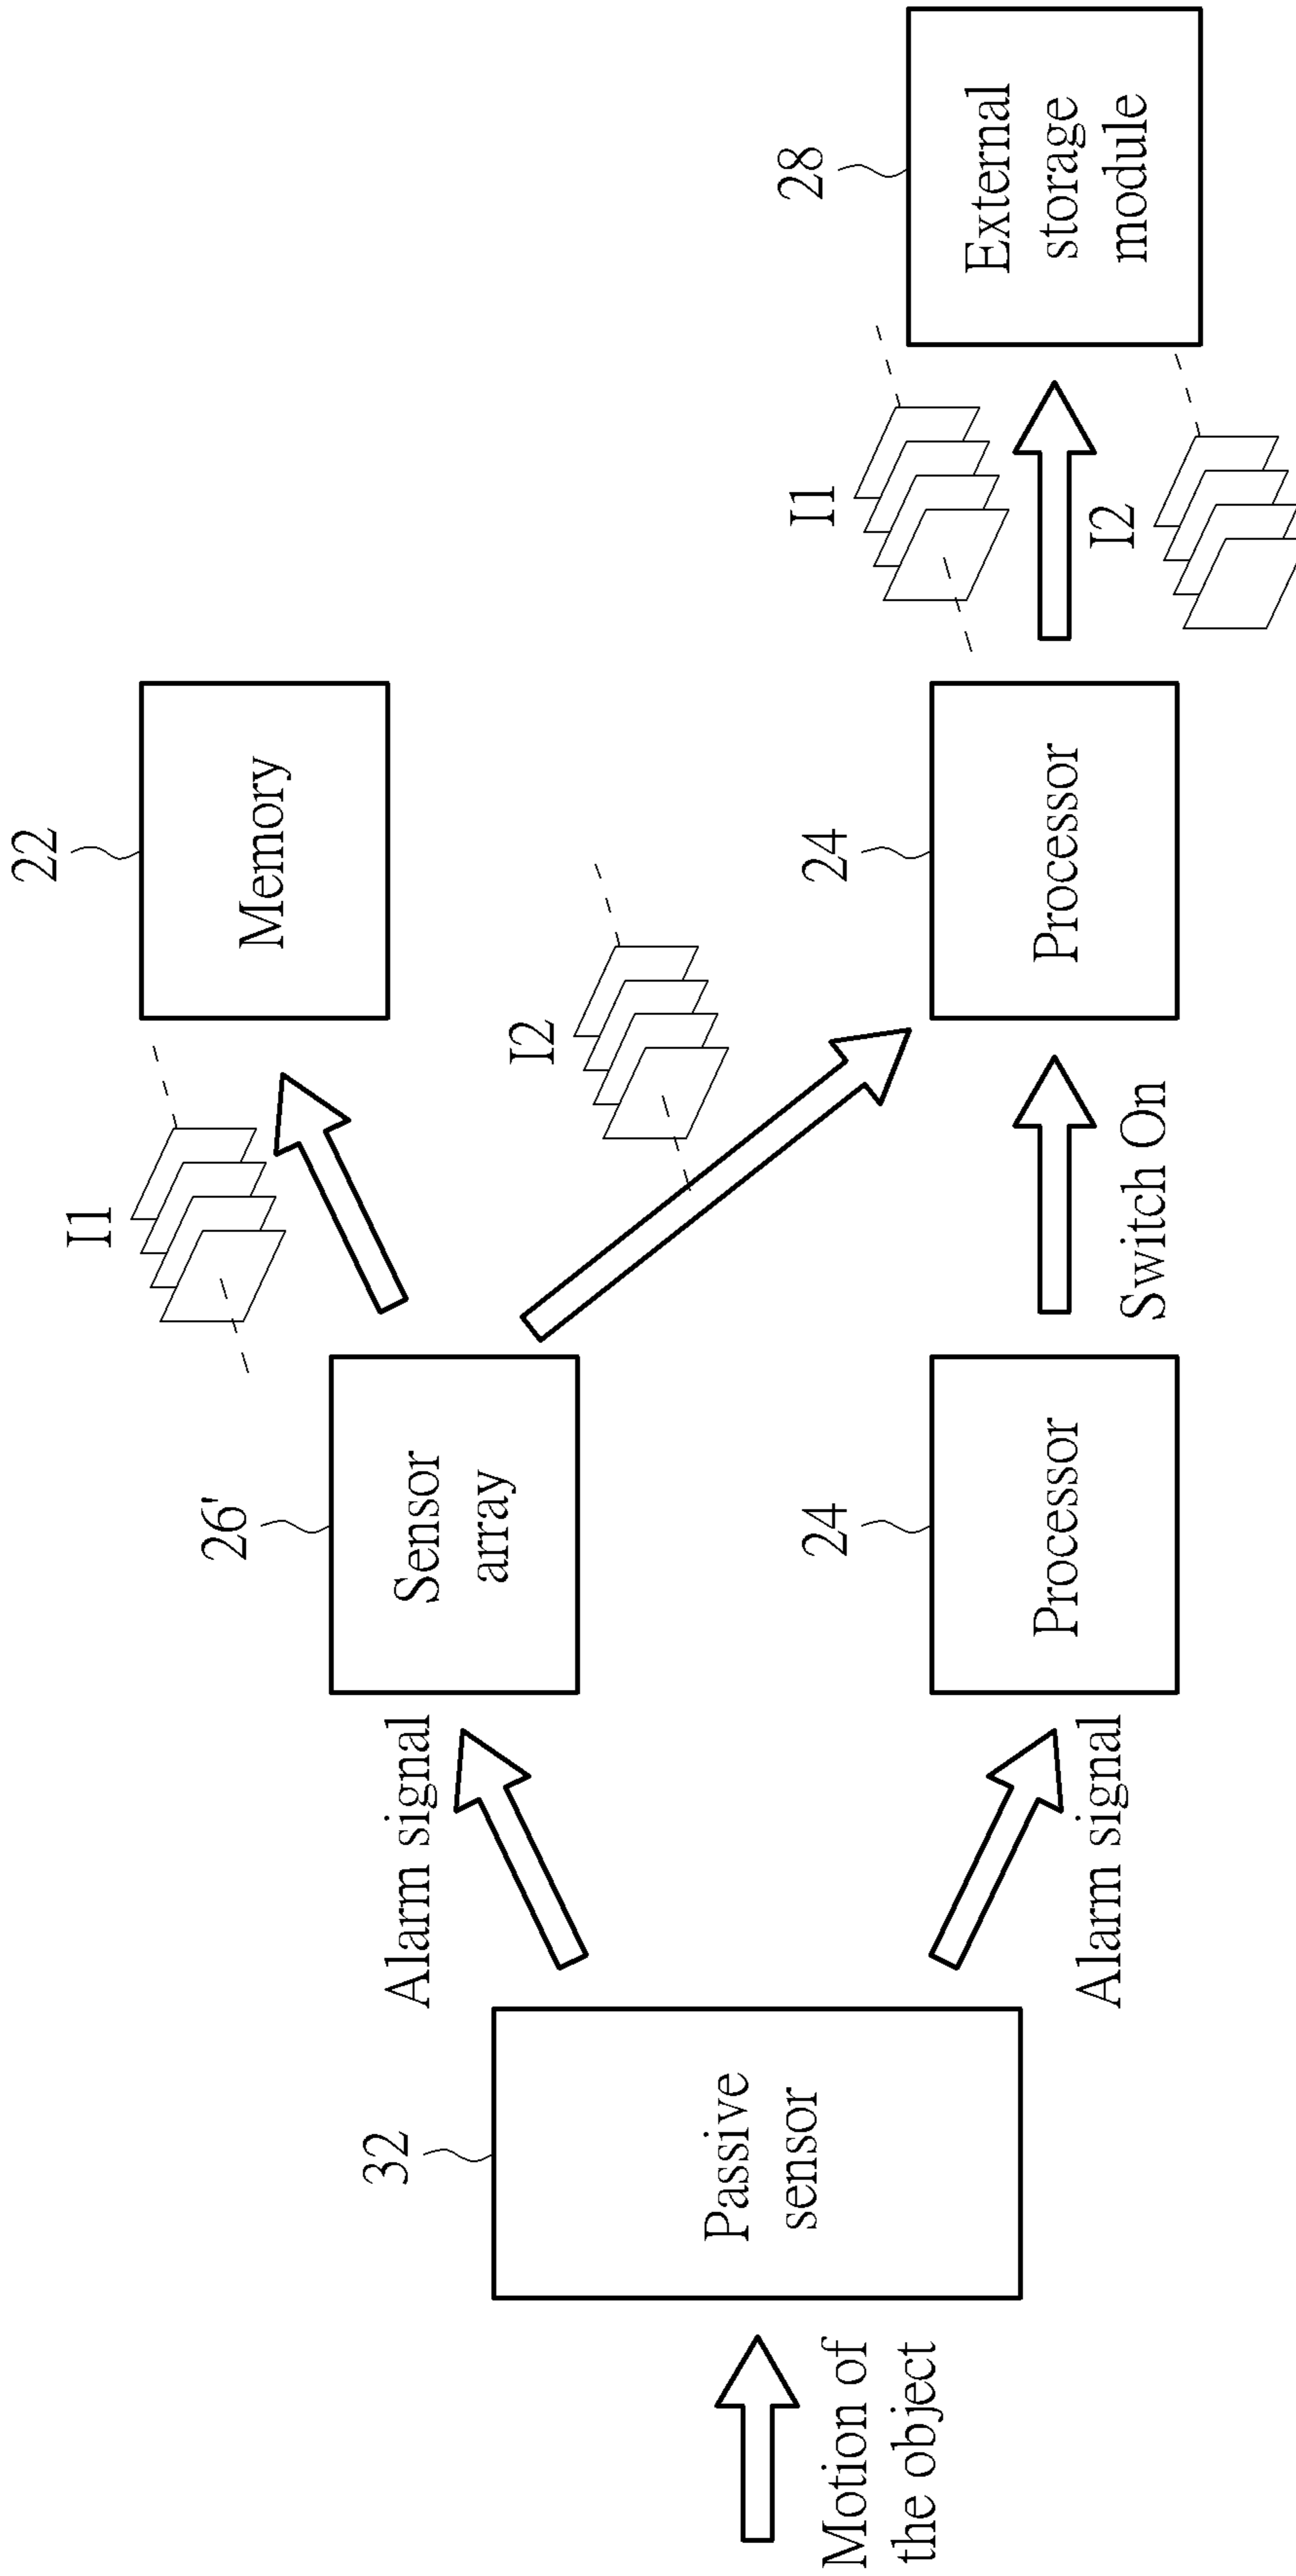 Motion of
the object
32
Passive
sensor
Alarm signal
Alarm signal
26'
Sensor
array
24
Processor
I1
I2
Switch On
22
Memory
24
Processor
I1
I2
28
External
storage
module